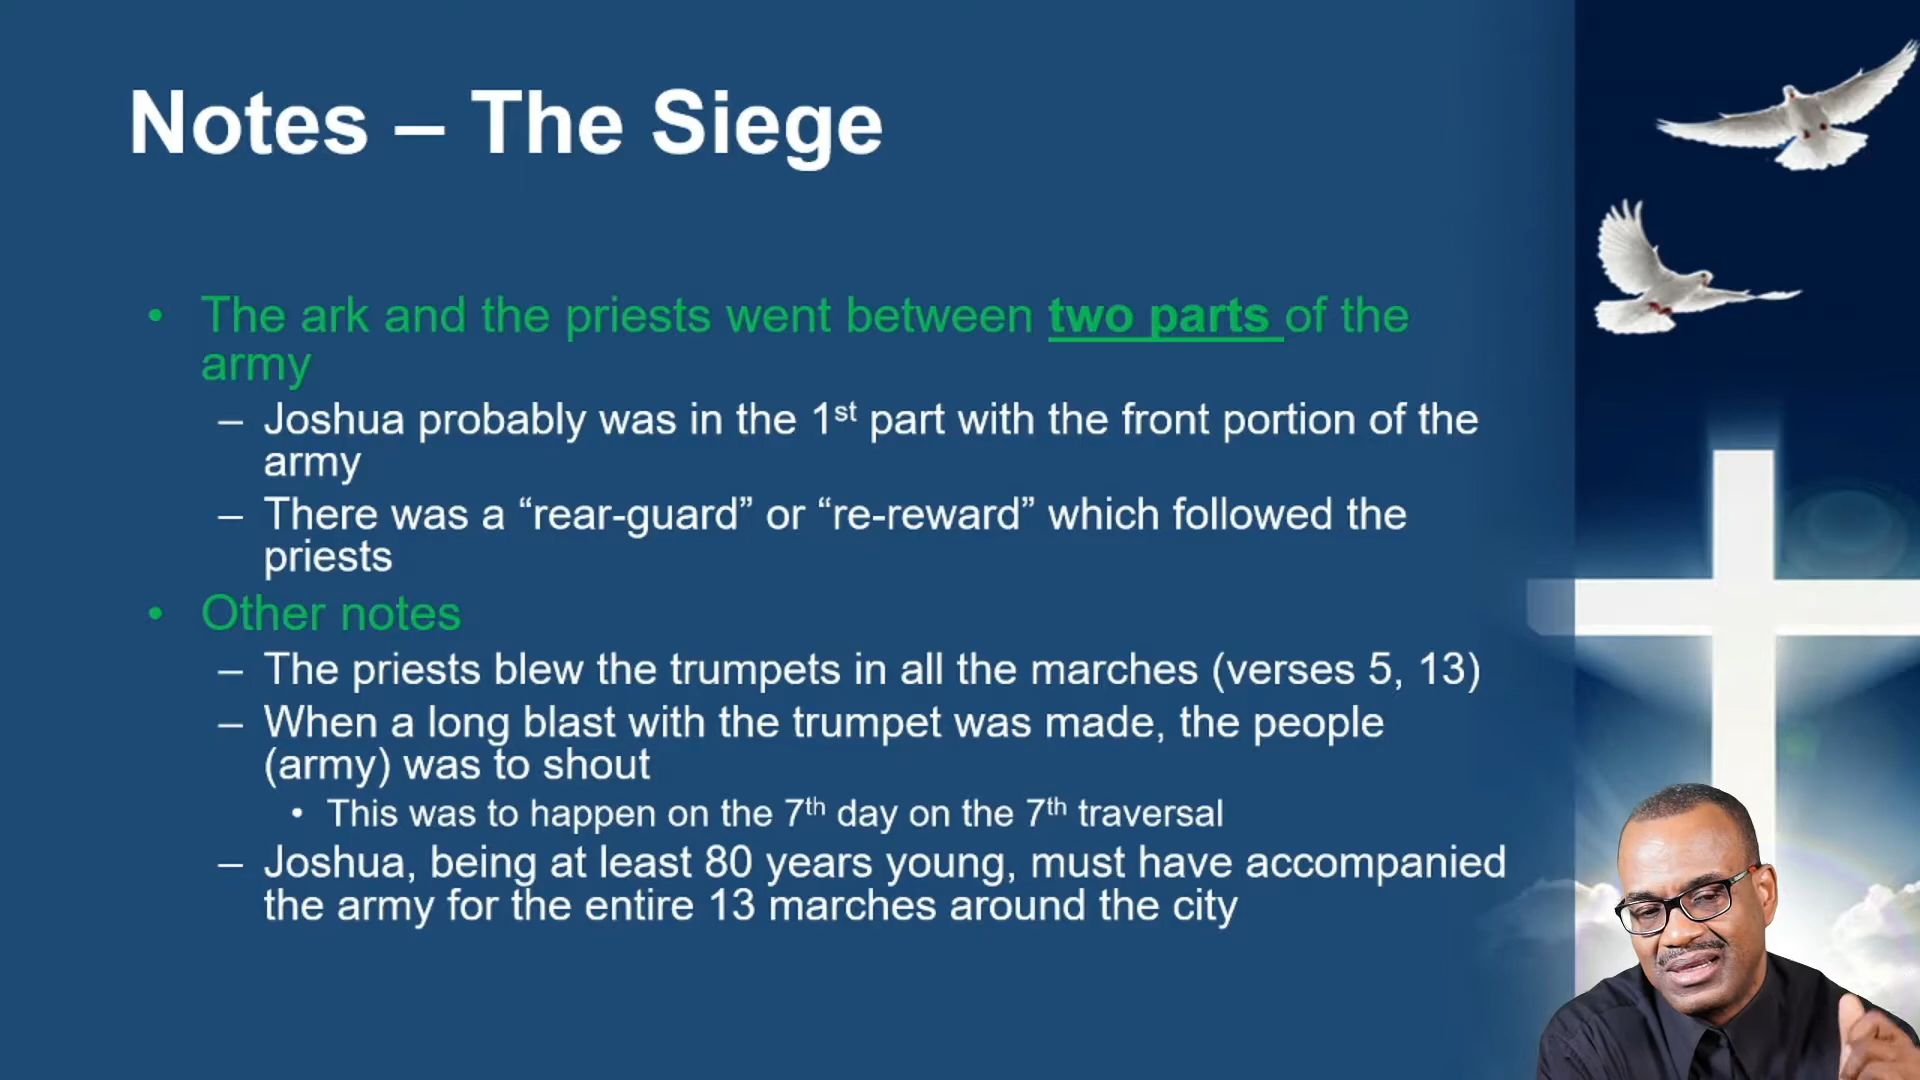 Notes – The Siege
• The ark and the priests went between two parts of the
army
– Joshua probably was in the 1st part with the front portion of the
army
– There was a “rear-guard” or “re-reward” which followed the
priests
• Other notes
– The priests blew the trumpets in all the marches (verses 5, 13)
– When a long blast with the trumpet was made, the people
(army) was to shout
• This was to happen on the 7th day on the 7th traversal
– Joshua, being at least 80 years young, must have accompanied
the army for the entire 13 marches around the city